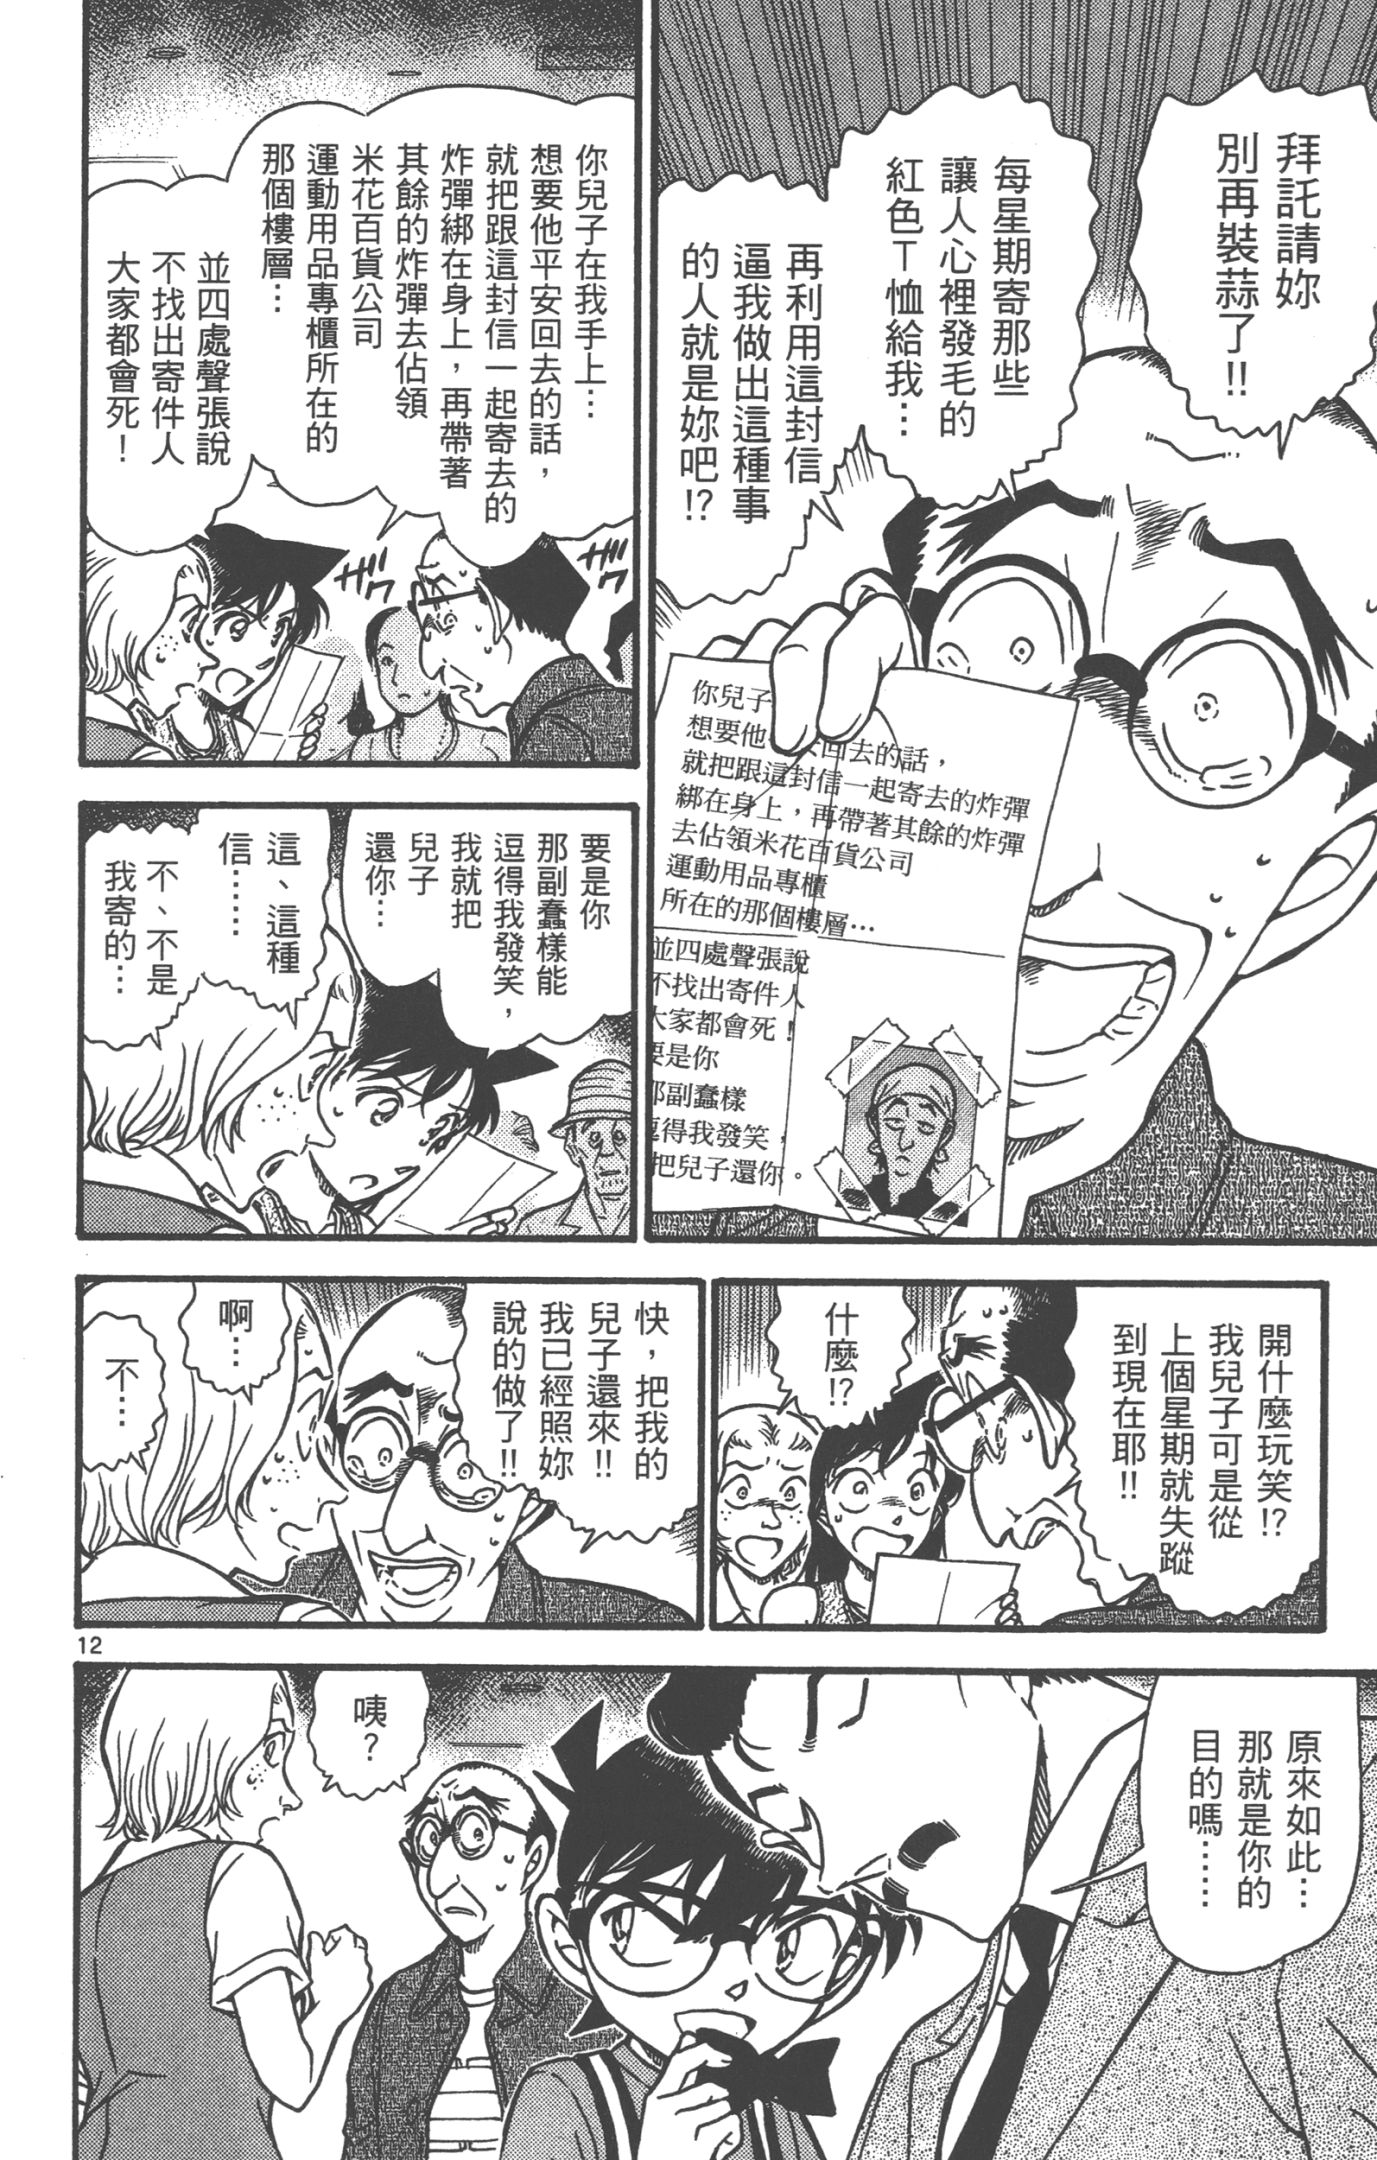 拜託請妳
別再裝蒜了!!
每星期寄那些
讓人心裡發毛的
紅色T恤給我…
再利用這封信
逼我做出這種事
的人就是妳吧!?
你兒子
想要他
回去的話，
就把跟這封信一起寄去的炸彈
綁在身上，再帶著其餘的炸彈
去佔領米花百貨公司
運動用品專櫃
所在的那個樓層…
並四處聲張說
不找出寄件人
大家都會死！
要是你
那副蠢樣
逗得我發笑，
把兒子還你。
你兒子在我手上…
想要他平安回去的話，
就把跟這封信一起寄去的
炸彈綁在身上，再帶著
其餘的炸彈去佔領
米花百貨公司
運動用品專櫃所在的
那個樓層…
並四處聲張說
不找出寄件人
大家都會死！
ザワ
ザワ
要是你
那副蠢樣能
逗得我發笑，
我就把
兒子
還你…
這、這種
信……
不、不是
我寄的…
開什麼玩笑!?
我兒子可是從
上個星期就失蹤
到現在耶!!
什麼!?
快，把我的
兒子還來!!
我已經照妳
說的做了!!
啊…
不…
12
原來如此…
那就是你的
目的嗎……
咦？